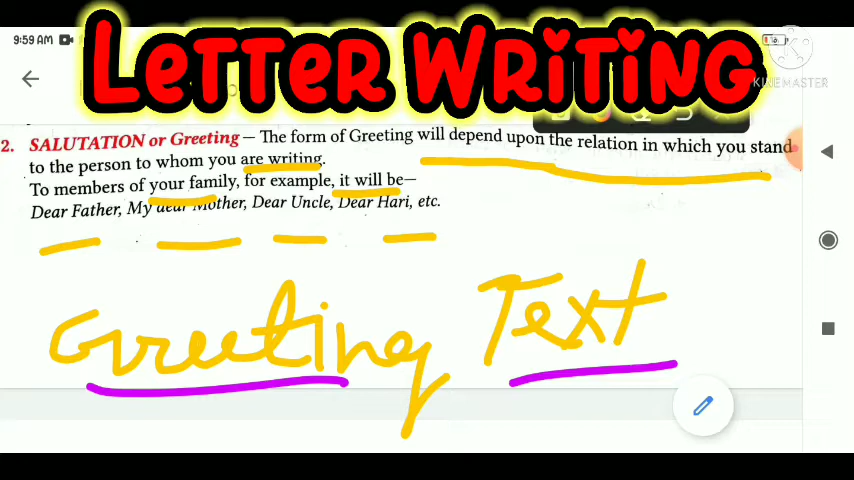 9:59 AM
LETTER WRITING
KINEMASTER
2. SALUTATION or Greeting — The form of Greeting will depend upon the relation in which you stand
to the person to whom you are writing.
To members of your family, for example, it will be—
Dear Father, My dear Mother, Dear Uncle, Dear Hari, etc.
Greeting Text